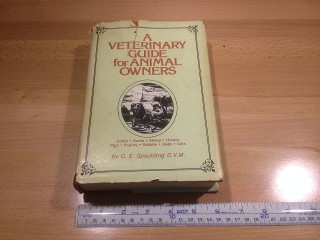 A
VETERINARY
GUIDE
for ANIMAL
OWNERS
Cattle • Goats • Sheep • Horses
Pigs • Poultry • Rabbits • Dogs • Cats
by C. E. Spaulding D.V.M.